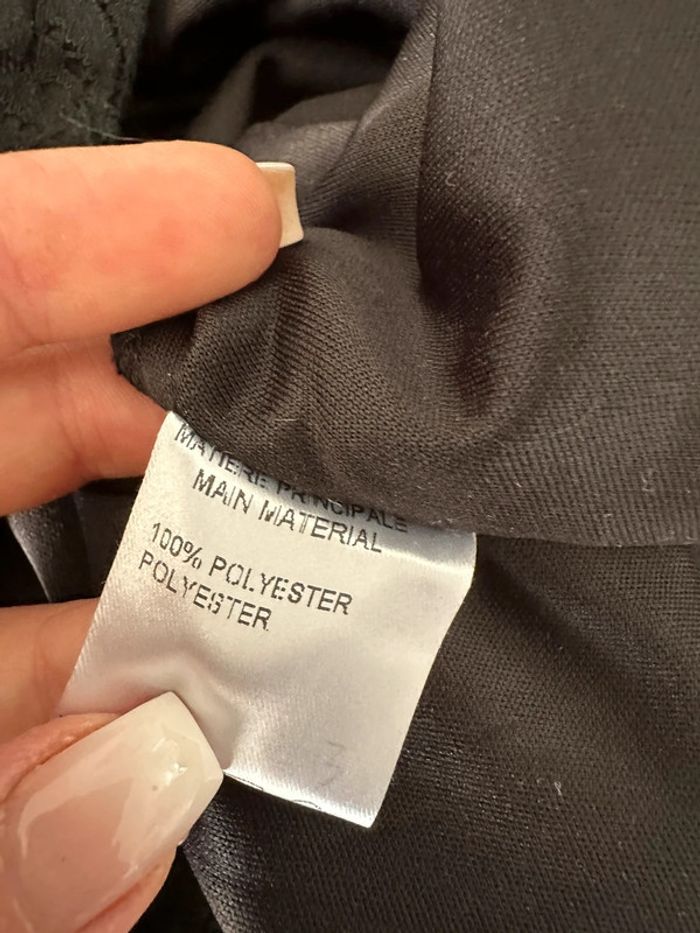 MATIERE PRINCIPALE
MAIN MATERIAL
100% POLYESTER
POLYESTER